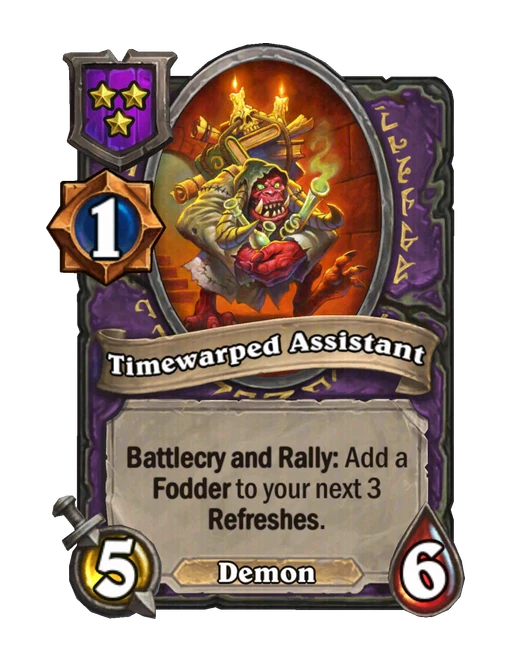 1
Timewarped Assistant
Battlecry and Rally: Add a
Fodder to your next 3
Refreshes.
5
Demon
6